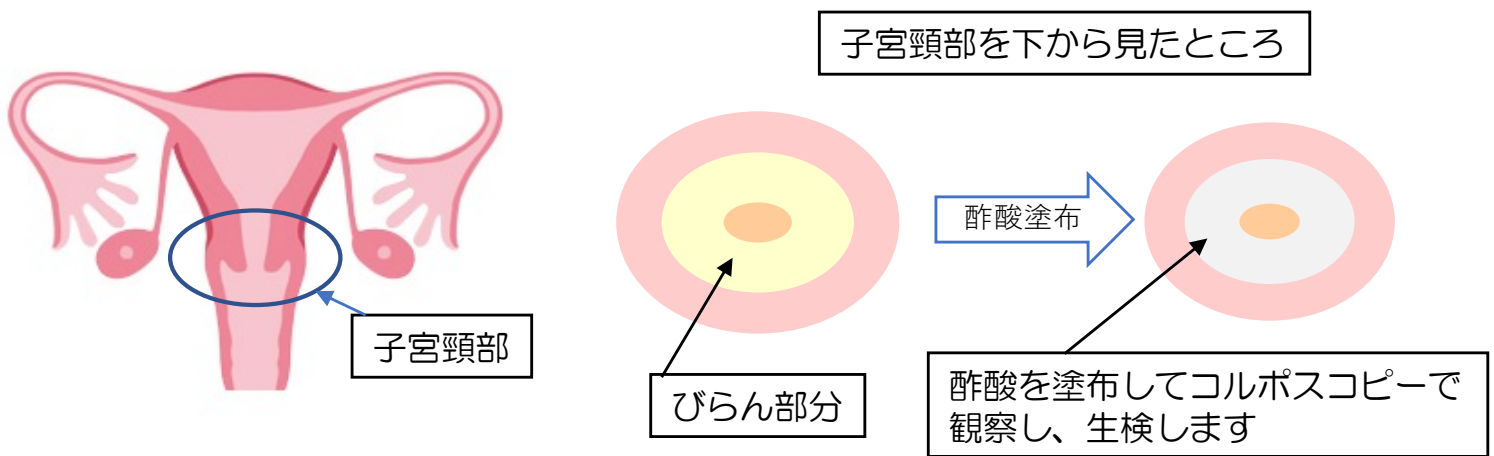 子宮頸部を下から見たところ
酢酸塗布
子宮頸部
びらん部分
酢酸を塗布してコルポスコピーで
観察し、生検します